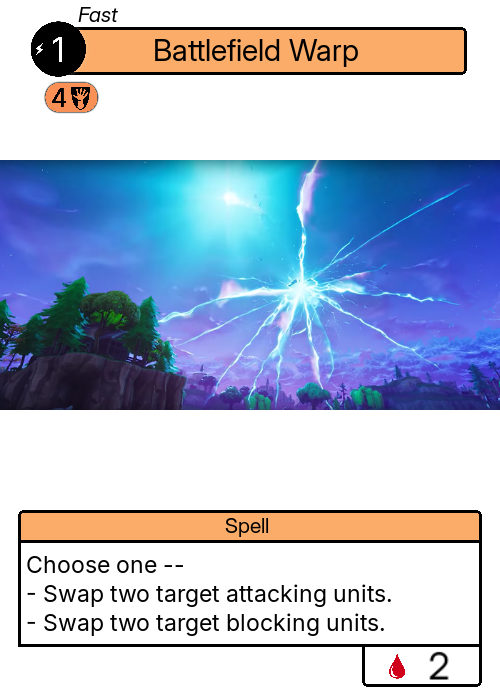 Fast
1
Battlefield Warp
4
Spell
Choose one --
- Swap two target attacking units.
- Swap two target blocking units.
2